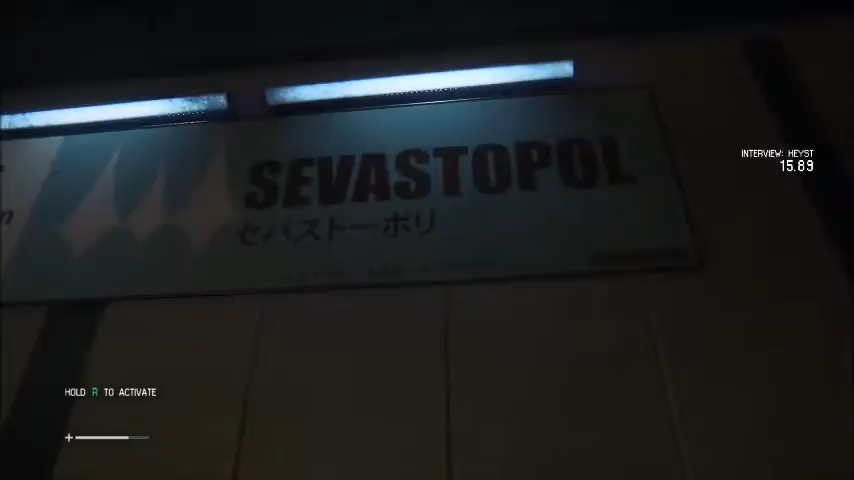 SEVASTOPOL
セバストーポリ
INTERVIEW: HEYST
15.89
HOLD R TO ACTIVATE